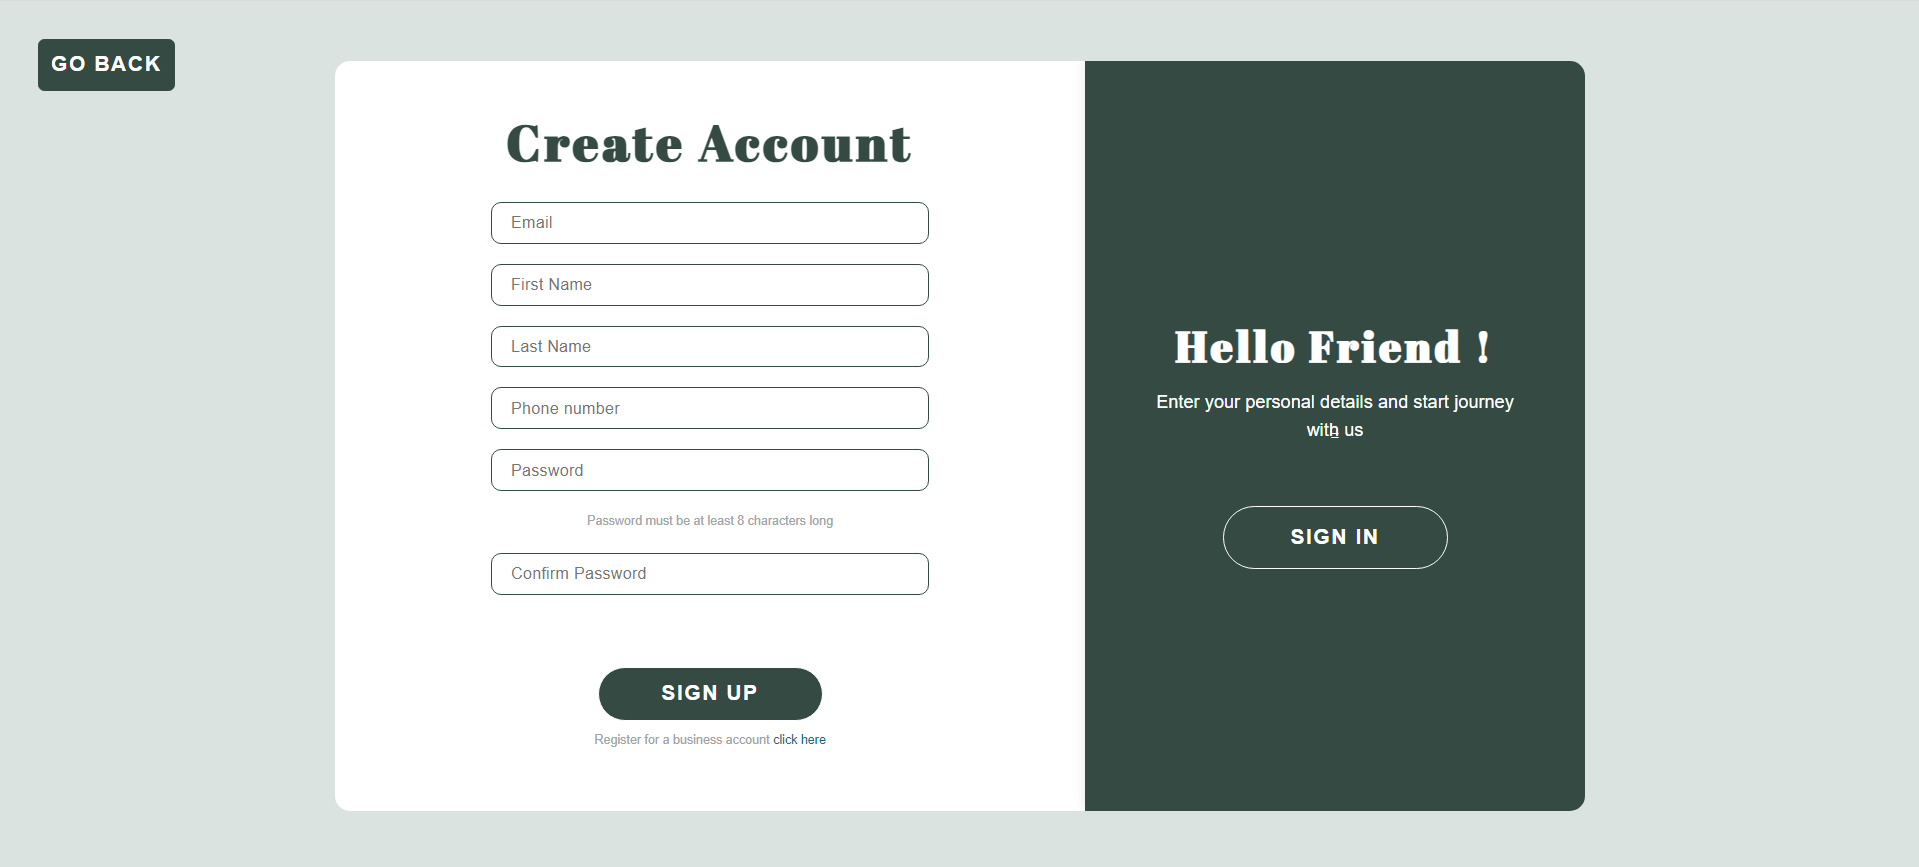 GO BACK
Create Account
Email
First Name
Last Name
Phone number
Password
Password must be at least 8 characters long
Confirm Password
SIGN UP
Register for a business account click here
Hello Friend !
Enter your personal details and start journey
with us
SIGN IN